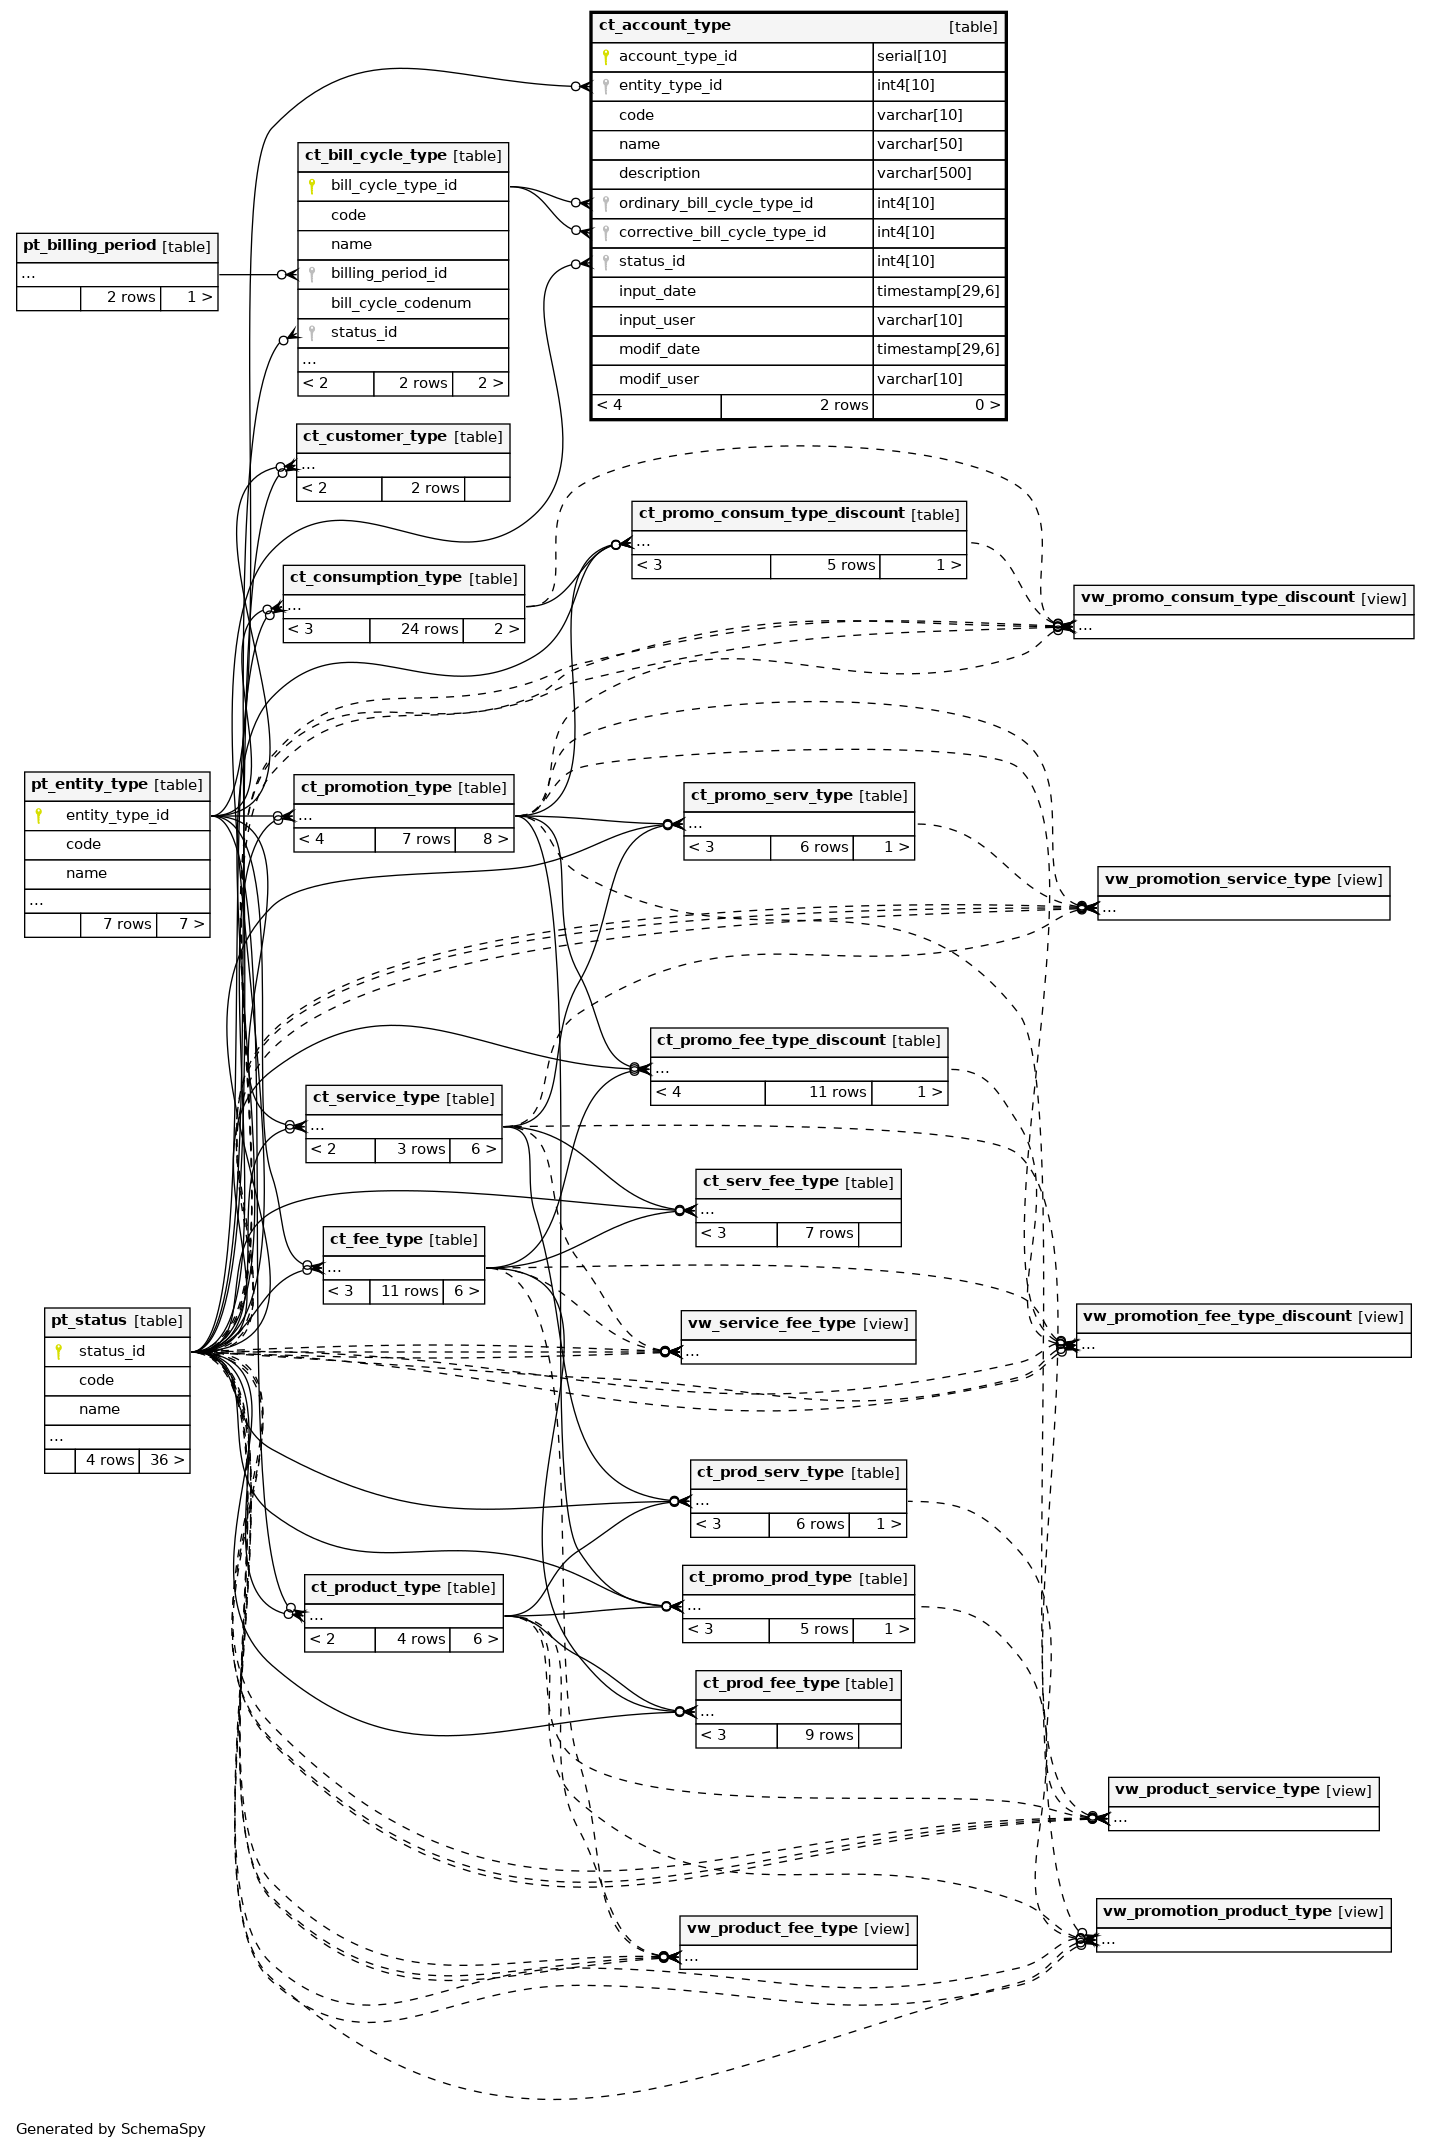 ct_account_type [table]
account_type_id serial[10]
entity_type_id int4[10]
code varchar[10]
name varchar[50]
description varchar[500]
ordinary_bill_cycle_type_id int4[10]
corrective_bill_cycle_type_id int4[10]
status_id int4[10]
input_date timestamp[29,6]
input_user varchar[10]
modif_date timestamp[29,6]
modif_user varchar[10]
< 4 2 rows 0 >
ct_bill_cycle_type [table]
bill_cycle_type_id
code
name
billing_period_id
bill_cycle_codenum
status_id
...
< 2 2 rows 2 >
pt_billing_period [table]
...
2 rows 1 >
ct_customer_type [table]
...
< 2 2 rows
ct_promo_consum_type_discount [table]
...
< 3 5 rows 1 >
ct_consumption_type [table]
...
< 3 24 rows 2 >
vw_promo_consum_type_discount [view]
...
pt_entity_type [table]
entity_type_id
code
name
...
7 rows 7 >
ct_promotion_type [table]
...
< 4 7 rows 8 >
ct_promo_serv_type [table]
...
< 3 6 rows 1 >
vw_promotion_service_type [view]
...
ct_promo_fee_type_discount [table]
...
< 4 11 rows 1 >
ct_service_type [table]
...
< 2 3 rows 6 >
ct_serv_fee_type [table]
...
< 3 7 rows
ct_fee_type [table]
...
< 3 11 rows 6 >
pt_status [table]
status_id
code
name
...
4 rows 36 >
vw_service_fee_type [view]
...
vw_promotion_fee_type_discount [view]
...
ct_prod_serv_type [table]
...
< 3 6 rows 1 >
ct_promo_prod_type [table]
...
< 3 5 rows 1 >
ct_product_type [table]
...
< 2 4 rows 6 >
ct_prod_fee_type [table]
...
< 3 9 rows
vw_product_service_type [view]
...
vw_promotion_product_type [view]
...
vw_product_fee_type [view]
...
Generated by SchemaSpy